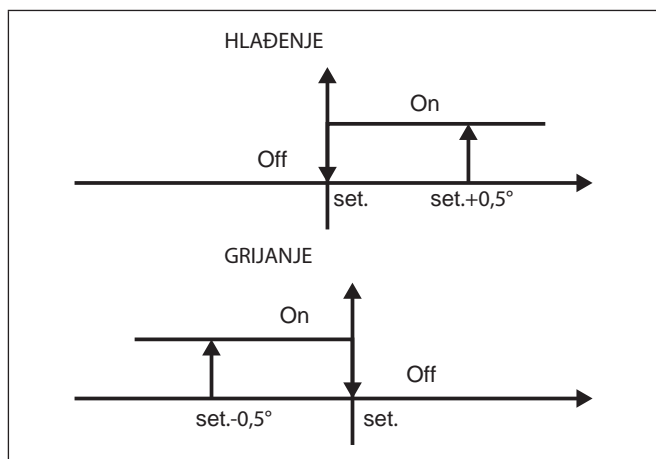 HLAĐENJE
On
Off
set. set.+0,5°
GRIJANJE
On
Off
set.-0,5° set.